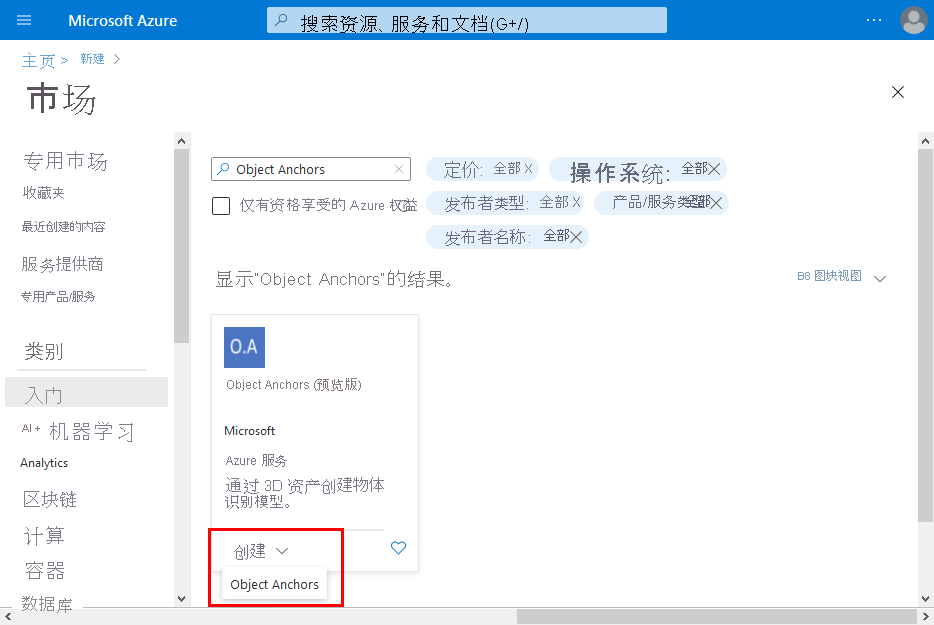 Microsoft Azure
搜索资源、服务和文档(G+/)
主页 > 新建 >
市场
专用市场
收藏夹
最近创建的内容
服务提供商
专用产品/服务
类别
入门
AI + 机器学习
Analytics
区块链
计算
容器
数据库
Object Anchors
定价: 全部 X
操作系统: 全部 X
仅有资格享受的 Azure 权益
发布者类型: 全部 X
产品/服务类型 全部 X
发布者名称: 全部 X
显示"Object Anchors"的结果。
B8 图块视图
O.A
Object Anchors (预览版)
Microsoft
Azure 服务
通过 3D 资产创建物体
识别模型。
创建
Object Anchors